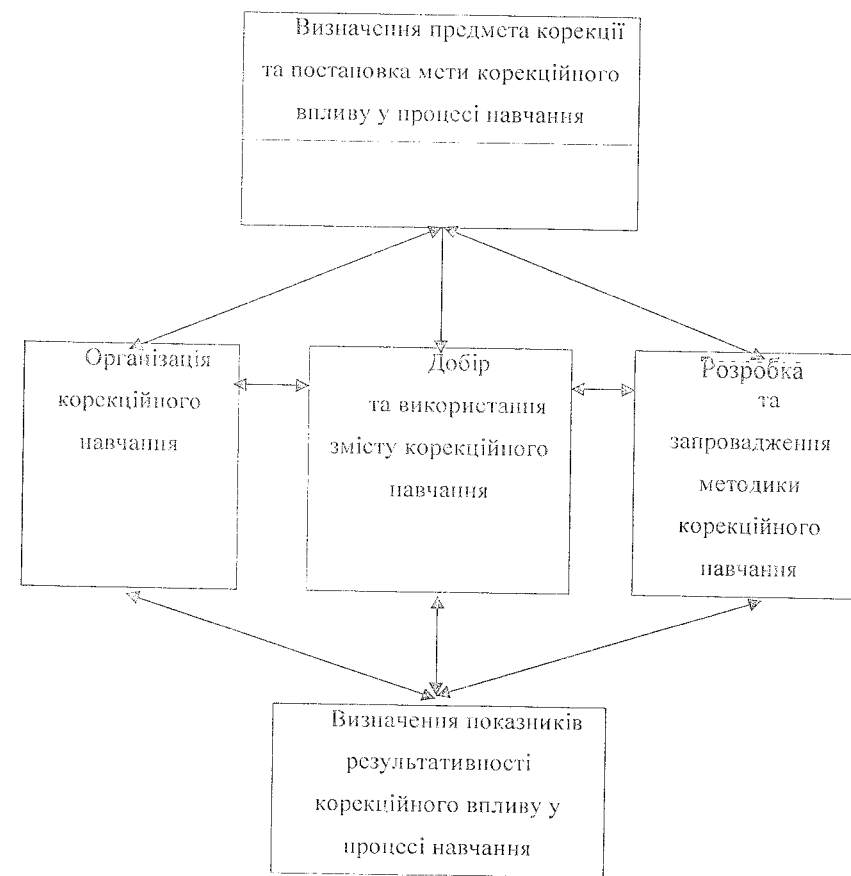 Визначення предмета корекції
та постановка мети корекційного
впливу у процесі навчання
Організація
корекційного
навчання
Добір
та використання
змісту корекційного
навчання
Розробка
та
запровадження
методики
корекційного
навчання
Визначення показників
результативності
корекційного впливу у
процесі навчання